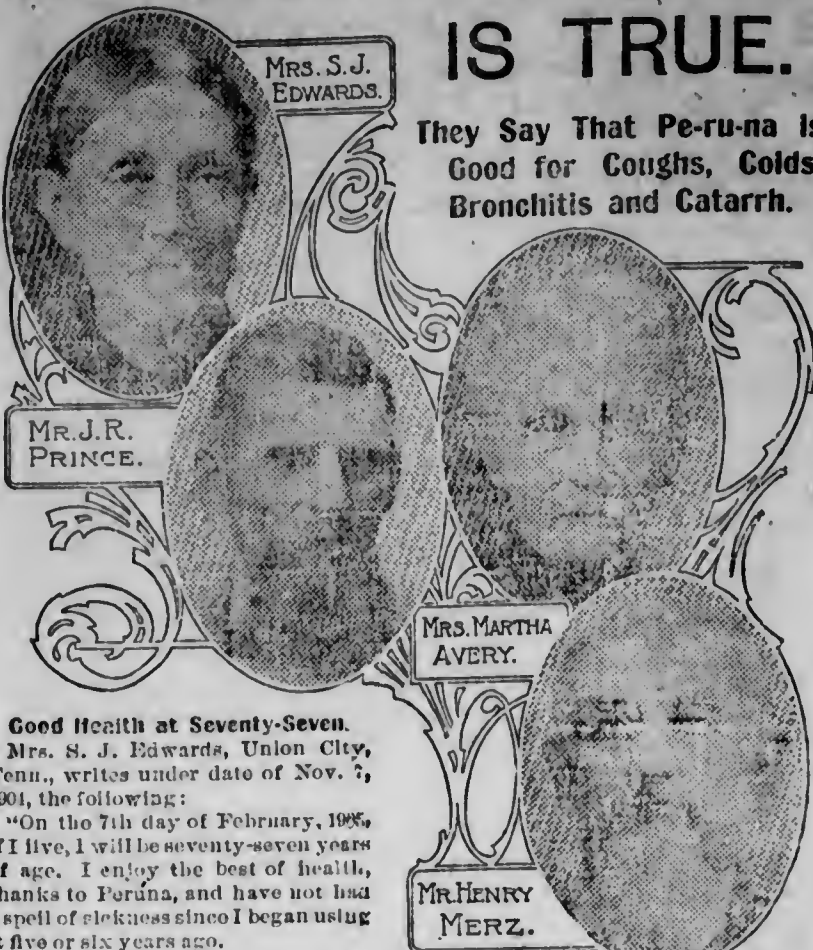 IS TRUE.
They Say That Pe-ru-na Is
Good for Coughs, Colds
Bronchitis and Catarrh.
MRS. S. J.
EDWARDS.
MR. J. R.
PRINCE.
MRS. MARTHA
AVERY.
MR. HENRY
MERZ.
Good Health at Seventy-Seven.
Mrs. S. J. Edwards, Union City,
Tenn., writes under date of Nov. 7,
904, the following:
"On the 7th day of February, 1905,
f I live, I will be seventy-seven years
f age. I enjoy the best of health,
hanks to Peruna, and have not had
spell of sickness since I began using
t five or six years ago.